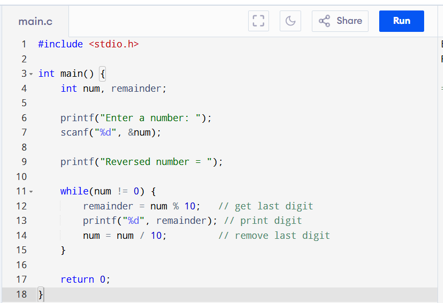 main.c
Share
Run
1 #include <stdio.h>
2
3 int main() {
4     int num, remainder;
5
6     printf("Enter a number: ");
7     scanf("%d", &num);
8
9     printf("Reversed number = ");
10
11     while(num != 0) {
12         remainder = num % 10;   // get last digit
13         printf("%d", remainder); // print digit
14         num = num / 10;         // remove last digit
15     }
16
17     return 0;
18 }